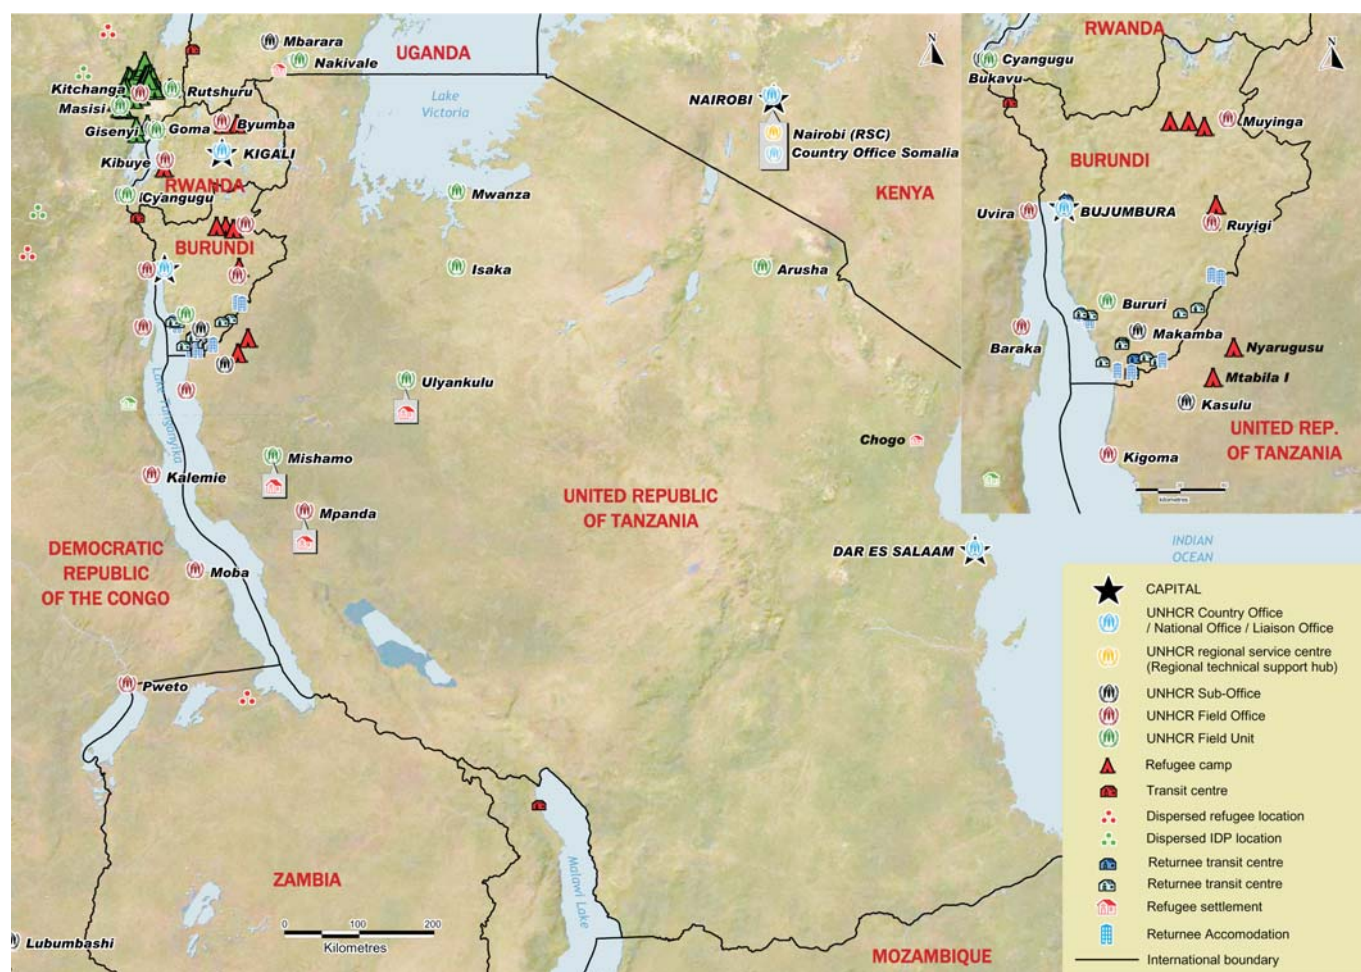 Mbarara
UGANDA
Nakivale
Kitchanga
Rutshuru
Masisi
Lake
Victoria
Gisenyi
Goma
Byumba
KIGALI
Kibuye
RWANDA
Cyangugu
BURUNDI
Mwanza
Isaka
NAIROBI
Nairobi (RSC)
Country Office Somalia
KENYA
Arusha
Ulyankulu
Lake Tanganyika
Mishamo
Kalemie
Mpanda
UNITED REPUBLIC
OF TANZANIA
Chogo
DAR ES SALAAM
INDIAN
OCEAN
DEMOCRATIC
REPUBLIC
OF THE CONGO
Moba
Pweto
ZAMBIA
Malawi Lake
MOZAMBIQUE
Lubumbashi
0 100 200
Kilometres
N
RWANDA
N
Cyangugu
Bukavu
Muyinga
BURUNDI
Uvira
BUJUMBURA
Ruyigi
Bururi
Makamba
Baraka
Nyarugusu
Mtabila I
Kasulu
UNITED REP.
OF TANZANIA
Kigoma
kilometres
CAPITAL
UNHCR Country Office
/ National Office / Liaison Office
UNHCR regional service centre
(Regional technical support hub)
UNHCR Sub-Office
UNHCR Field Office
UNHCR Field Unit
Refugee camp
Transit centre
Dispersed refugee location
Dispersed IDP location
Returnee transit centre
Returnee transit centre
Refugee settlement
Returnee Accomodation
International boundary